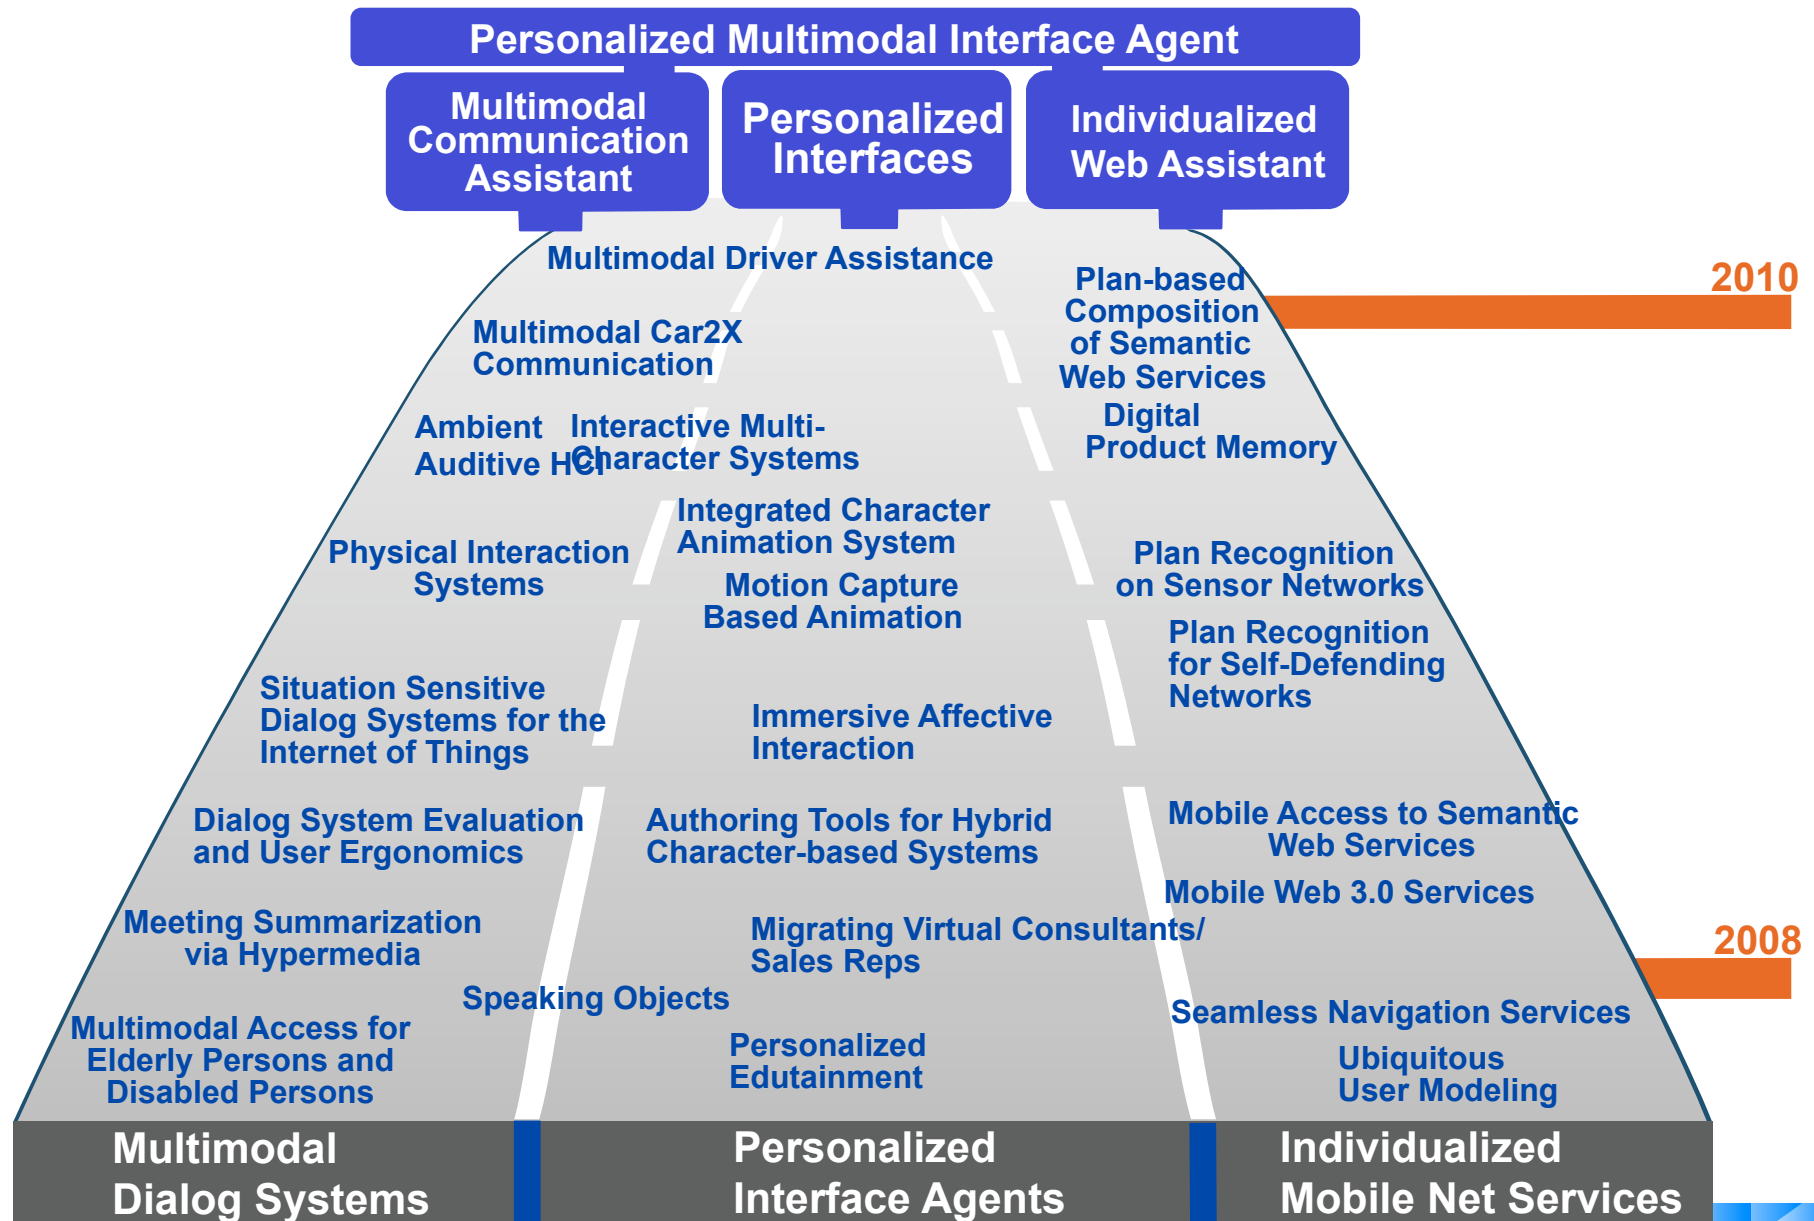 Personalized Multimodal Interface Agent
Multimodal
Communication
Assistant
Personalized
Interfaces
Individualized
Web Assistant
Multimodal Driver Assistance
2010
Plan-based
Composition
of Semantic
Web Services
Multimodal Car2X
Communication
Digital
Product Memory
Ambient
Auditive HCI
Interactive Multi-
Character Systems
Integrated Character
Animation System
Physical Interaction
Systems
Plan Recognition
on Sensor Networks
Motion Capture
Based Animation
Plan Recognition
for Self-Defending
Networks
Situation Sensitive
Dialog Systems for the
Internet of Things
Immersive Affective
Interaction
Dialog System Evaluation
and User Ergonomics
Authoring Tools for Hybrid
Character-based Systems
Mobile Access to Semantic
Web Services
Mobile Web 3.0 Services
Meeting Summarization
via Hypermedia
Migrating Virtual Consultants/
Sales Reps
2008
Speaking Objects
Seamless Navigation Services
Multimodal Access for
Elderly Persons and
Disabled Persons
Personalized
Edutainment
Ubiquitous
User Modeling
Multimodal
Dialog Systems
Personalized
Interface Agents
Individualized
Mobile Net Services